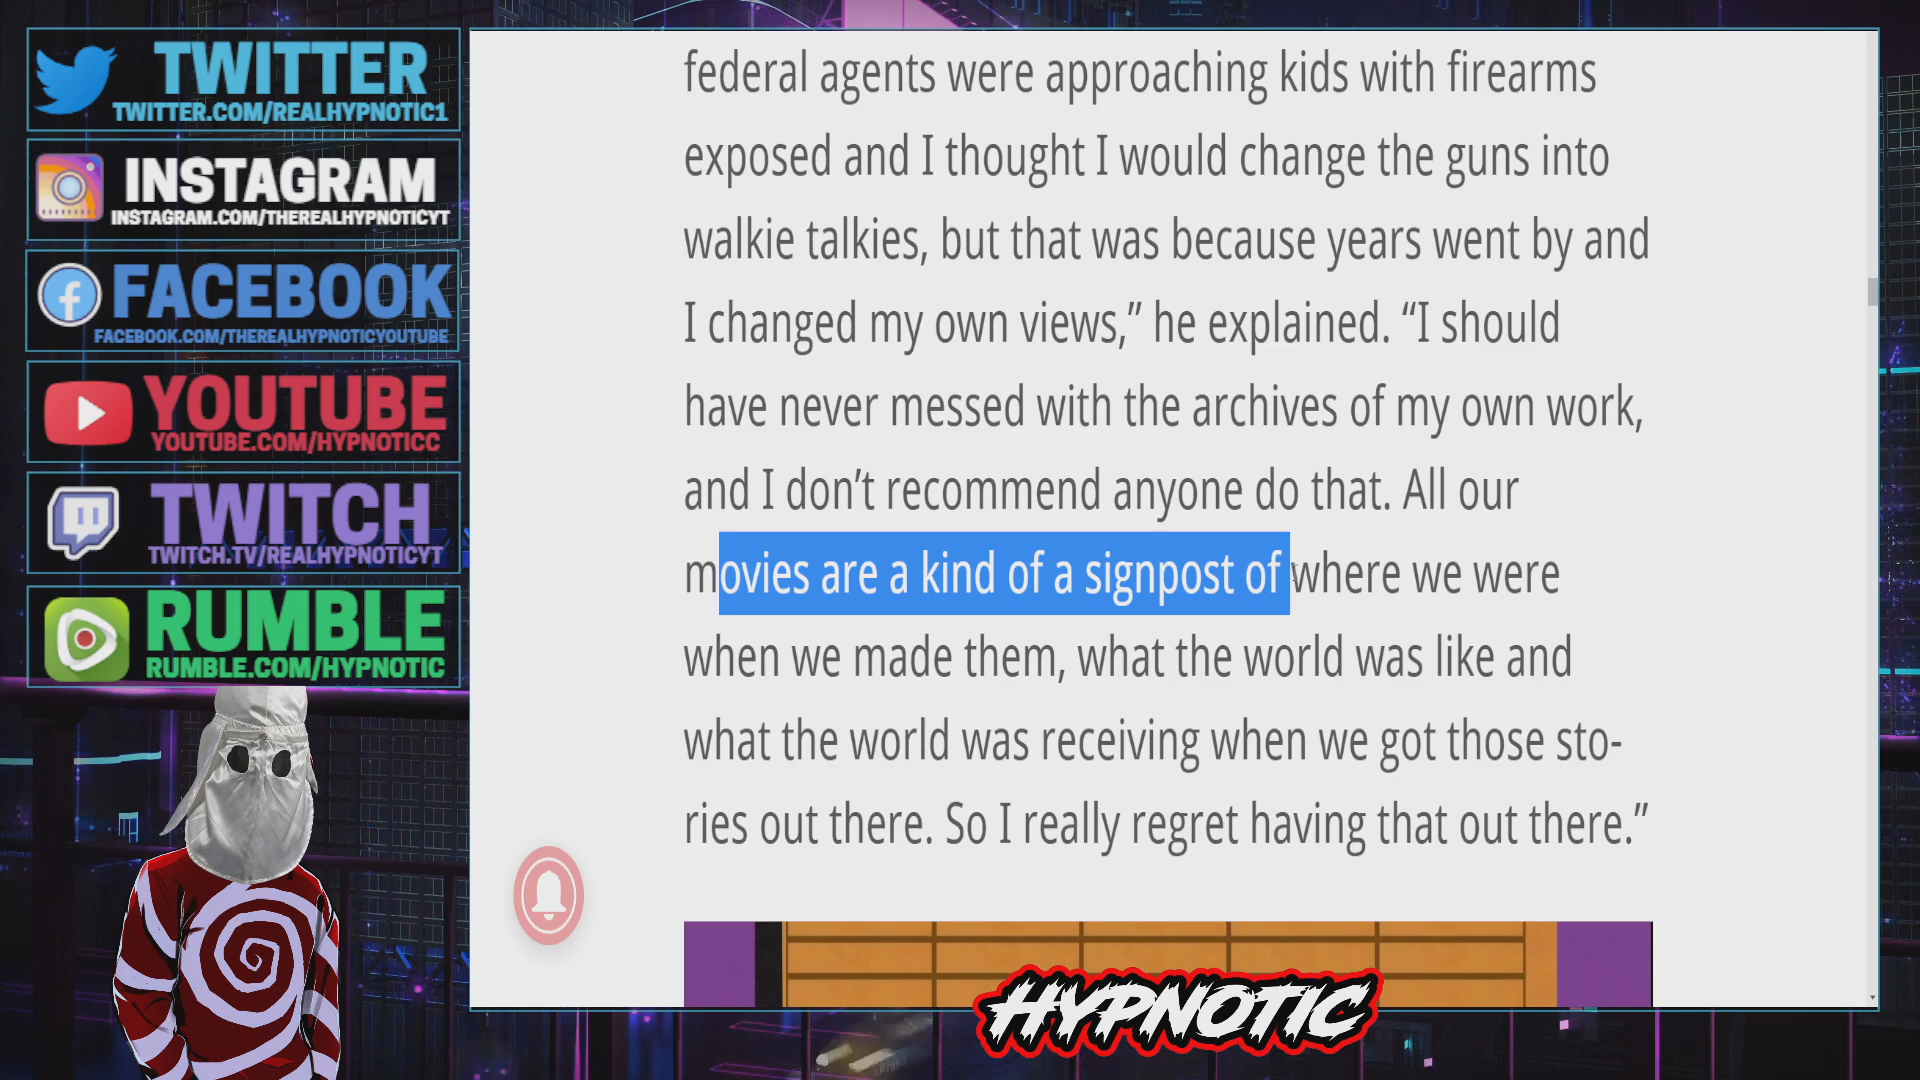 TWITTER
TWITTER.COM/REALHYPNOTIC1
INSTAGRAM
INSTAGRAM.COM/THEREALHYPNOTICYT
FACEBOOK
FACEBOOK.COM/THEREALHYPNOTICYOUTUBE
YOUTUBE
YOUTUBE.COM/HYPNOTICC
TWITCH
TWITCH.TV/REALHYPNOTICYT
RUMBLE
RUMBLE.COM/HYPNOTIC
federal agents were approaching kids with firearms
exposed and I thought I would change the guns into
walkie talkies, but that was because years went by and
I changed my own views,” he explained. “I should
have never messed with the archives of my own work,
and I don’t recommend anyone do that. All our
movies are a kind of a signpost of where we were
when we made them, what the world was like and
what the world was receiving when we got those sto-
ries out there. So I really regret having that out there.”
HYPNOTIC